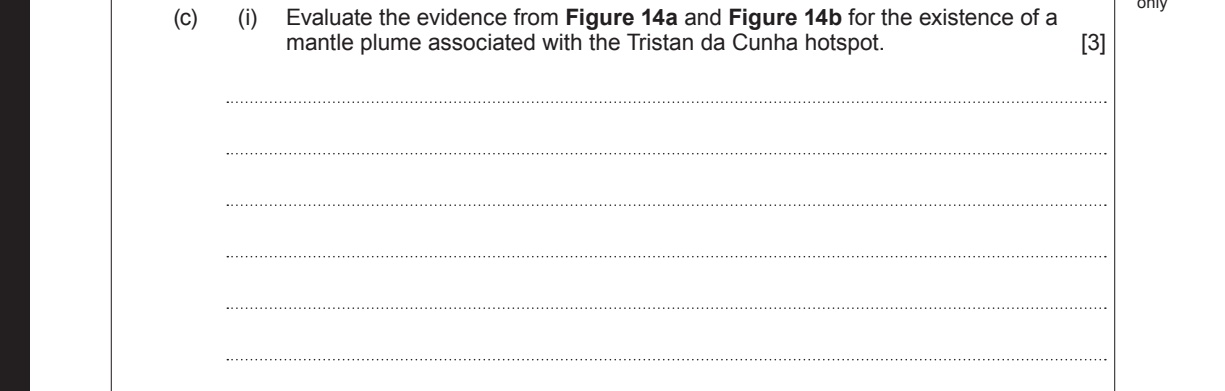 only
(c) (i) Evaluate the evidence from Figure 14a and Figure 14b for the existence of a
mantle plume associated with the Tristan da Cunha hotspot. [3]